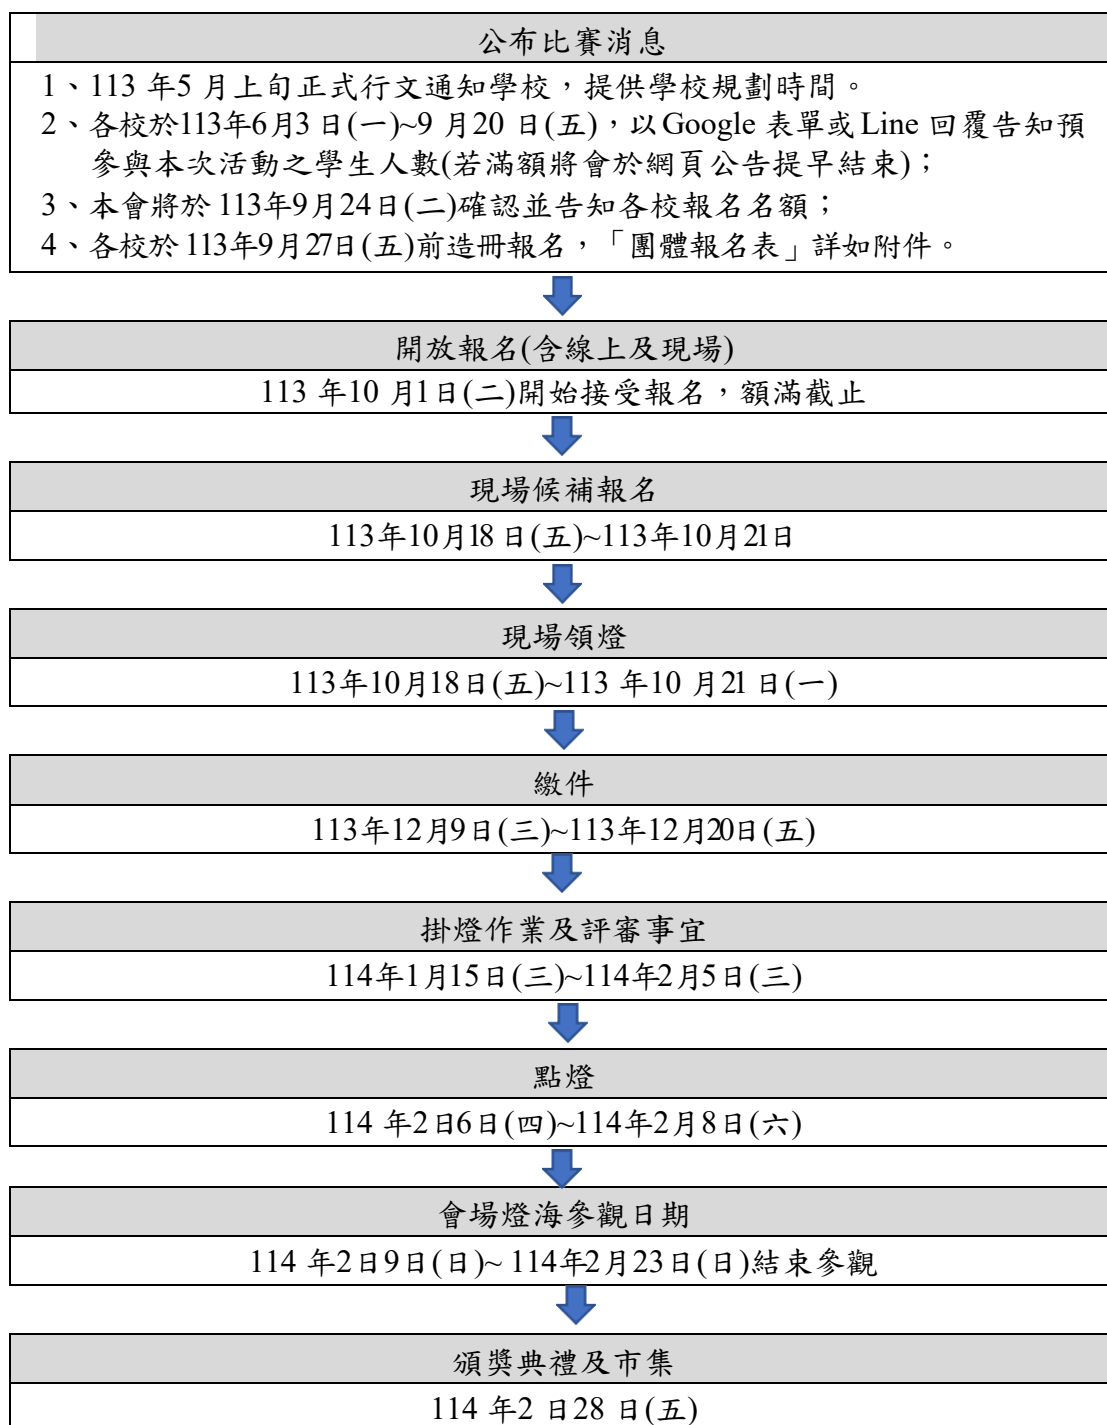 公布比賽消息
1、113 年5 月上旬正式行文通知學校，提供學校規劃時間。
2、各校於113年6月3 日(一)~9 月20 日(五)，以Google 表單或 Line 回覆告知預
參與本次活動之學生人數(若滿額將會於網頁公告提早結束)；
3、本會將於 113年9月24日(二)確認並告知各校報名名額；
4、各校於 113年9月27日(五)前造冊報名，「團體報名表」詳如附件。
開放報名(含線上及現場)
113 年10 月1日(二)開始接受報名，額滿截止
現場候補報名
113年10月18 日(五)~113年10月21日
現場領燈
113年10月18日(五)~113 年10 月21 日(一)
繳件
113年12月9日(三)~113年12月20日(五)
掛燈作業及評審事宜
114年1月15日(三)~114年2月5日(三)
點燈
114 年2日6日(四)~114年2月8日(六)
會場燈海參觀日期
114 年2日9日(日)~ 114年2月23日(日)結束參觀
頒獎典禮及市集
114 年2 日28 日(五)